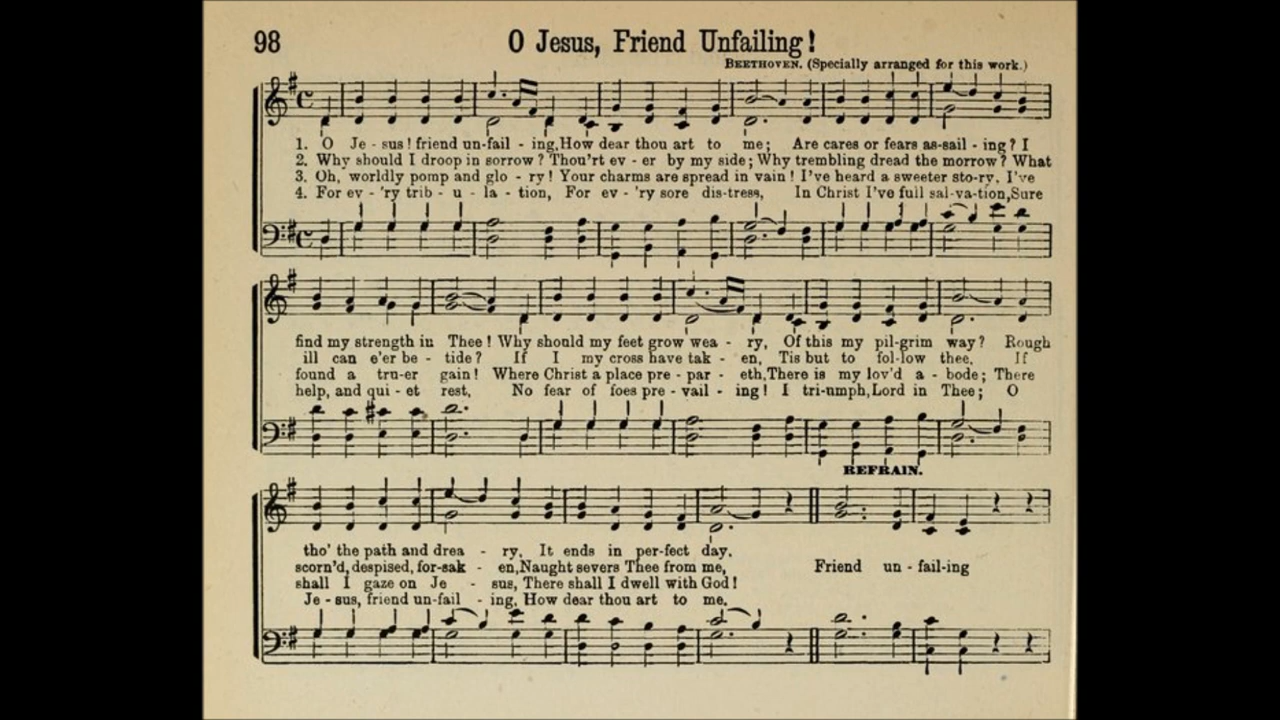 98
O Jesus, Friend Unfailing!
BEETHOVEN. (Specially arranged for this work.)
1. O Je - sus! friend un-fail - ing, How dear thou art to me; Are cares or fears as-sail - ing? I
2. Why should I droop in sorrow? Thou'rt ev - er by my side; Why trembling dread the morrow? What
3. Oh, worldly pomp and glo - ry! Your charms are spread in vain! I've heard a sweeter sto-ry, I've
4. For ev - 'ry trib - u - la - tion, For ev - 'ry sore dis-tress, In Christ I've full sal-va-tion, Sure
find my strength in Thee! Why should my feet grow wea - ry, Of this my pil-grim way? Rough
ill can e'er be - tide? If I my cross have tak - en, Tis but to fol-low thee. If
found a tru-er gain! Where Christ a place pre - par - eth, There is my lov'd a - bode; There
help, and qui - et rest, No fear of foes pre - vail - ing! I tri-umph, Lord in Thee; O
REFRAIN.
tho' the path and drea - ry, It ends in per-fect day.
scorn'd, despised, for-sak - en, Naught severs Thee from me, Friend un - fail-ing
shall I gaze on Je - sus, There shall I dwell with God!
Je - sus, friend un-fail - ing, How dear thou art to me.